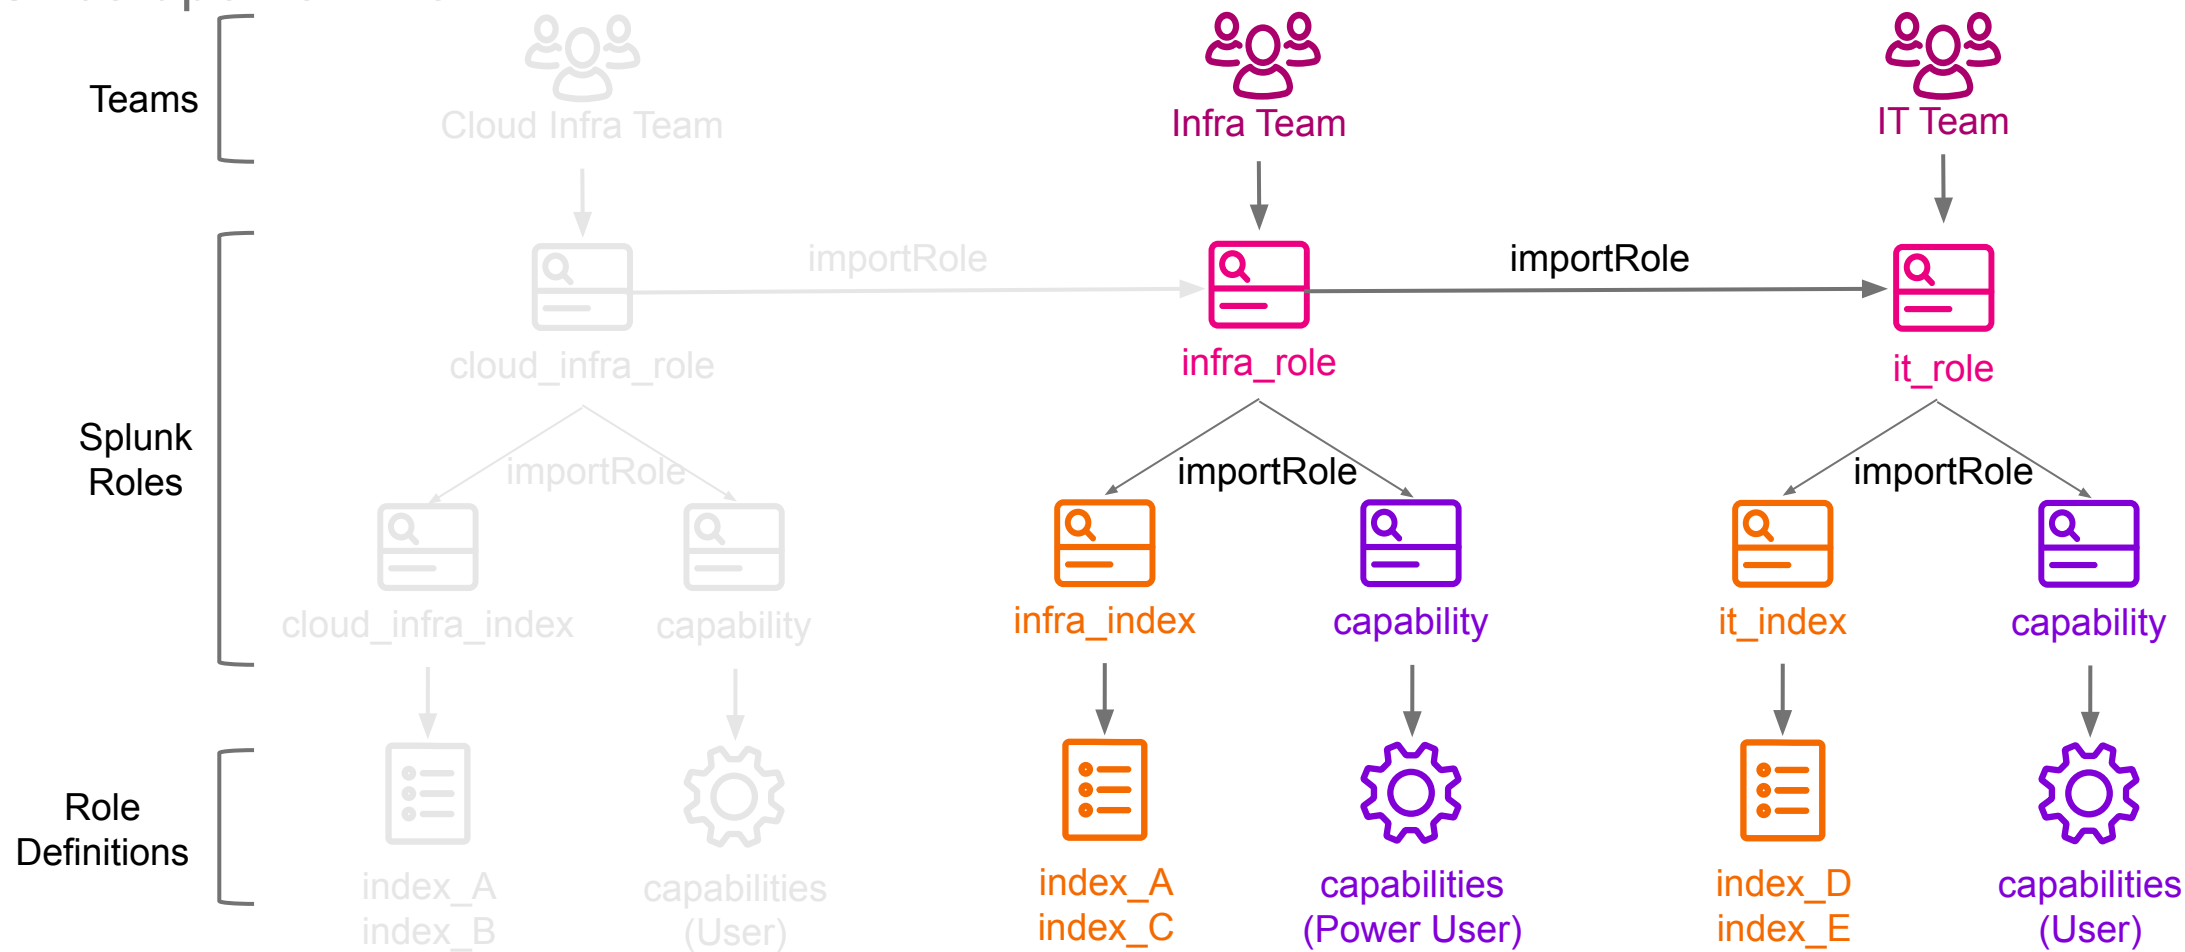 Teams
Cloud Infra Team
Infra Team
IT Team
importRole
importRole
cloud_infra_role
infra_role
it_role
Splunk
Roles
importRole
importRole
importRole
cloud_infra_index
capability
infra_index
capability
it_index
capability
Role
Definitions
index_A
index_B
capabilities
(User)
index_A
index_C
capabilities
(Power User)
index_D
index_E
capabilities
(User)